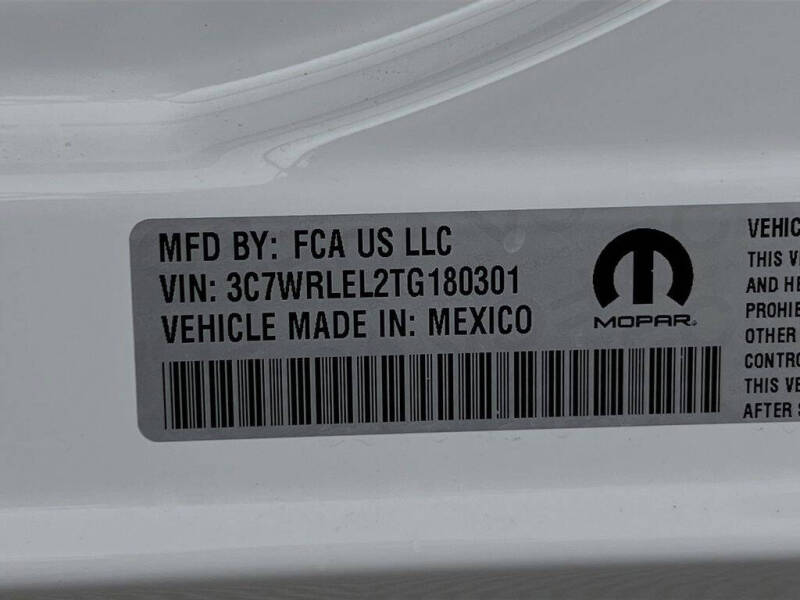 MFD BY: FCA US LLC
VIN: 3C7WRLEL2TG180301
VEHICLE MADE IN: MEXICO
MOPAR
VEHIC
THIS V
AND HE
PROHIB
OTHER
CONTRO
THIS VE
AFTER S